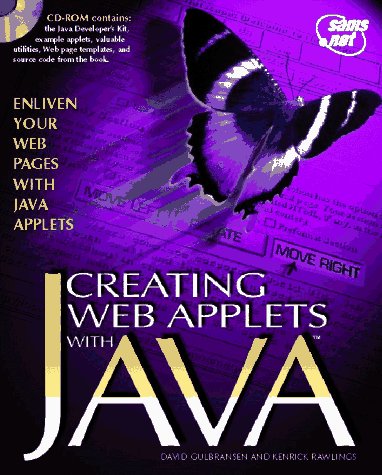 CD-ROM contains:
the Java Developer's Kit,
example applets, valuable
utilities, Web page templates, and
source code from the book.
sams
.net
ENLIVEN
YOUR
WEB
PAGES
WITH
JAVA
APPLETS
MOVE LEFT
MOVE RIGHT
CREATING
WEB APPLETS
WITH
JAVA™
DAVID GULBRANSEN AND KENRICK RAWLINGS